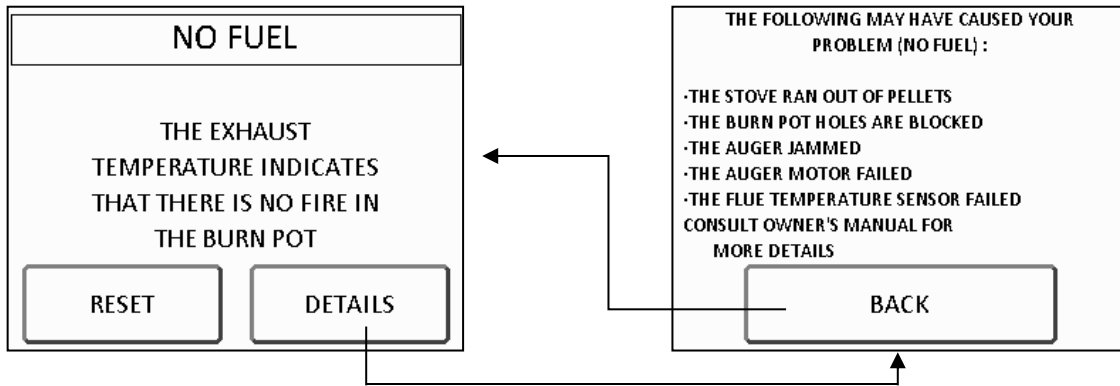 NO FUEL
THE EXHAUST
TEMPERATURE INDICATES
THAT THERE IS NO FIRE IN
THE BURN POT
RESET
DETAILS
THE FOLLOWING MAY HAVE CAUSED YOUR
PROBLEM (NO FUEL) :
·THE STOVE RAN OUT OF PELLETS
·THE BURN POT HOLES ARE BLOCKED
·THE AUGER JAMMED
·THE AUGER MOTOR FAILED
·THE FLUE TEMPERATURE SENSOR FAILED
CONSULT OWNER'S MANUAL FOR
MORE DETAILS
BACK